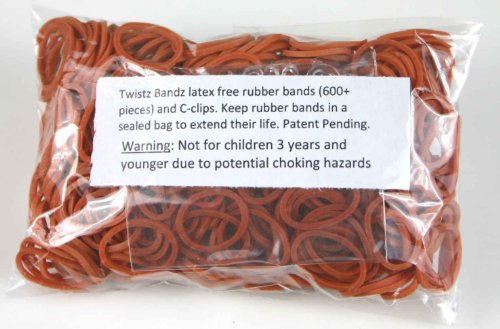 Twistz Bandz latex free rubber bands (600+
pieces) and C-clips. Keep rubber bands in a
sealed bag to extend their life. Patent Pending.
Warning: Not for children 3 years and
younger due to potential choking hazards